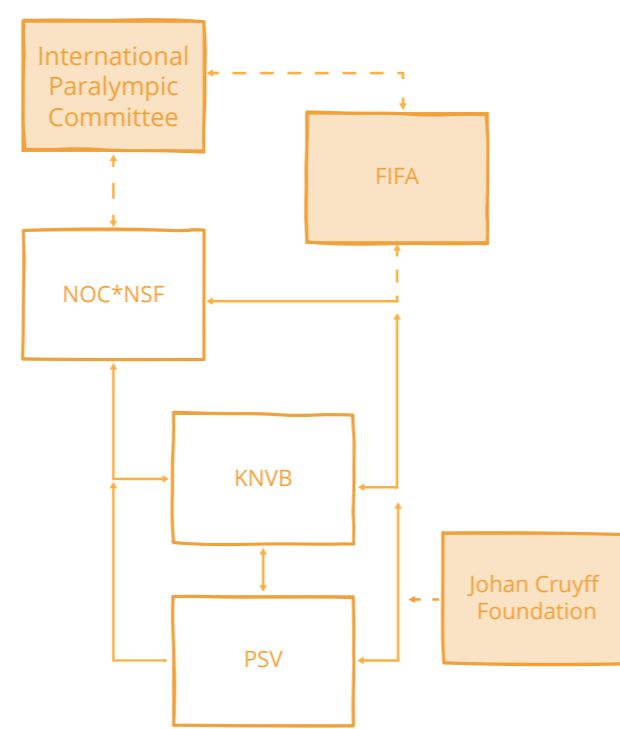 International
Paralympic
Committee
FIFA
NOC*NSF
KNVB
Johan Cruyff
Foundation
PSV